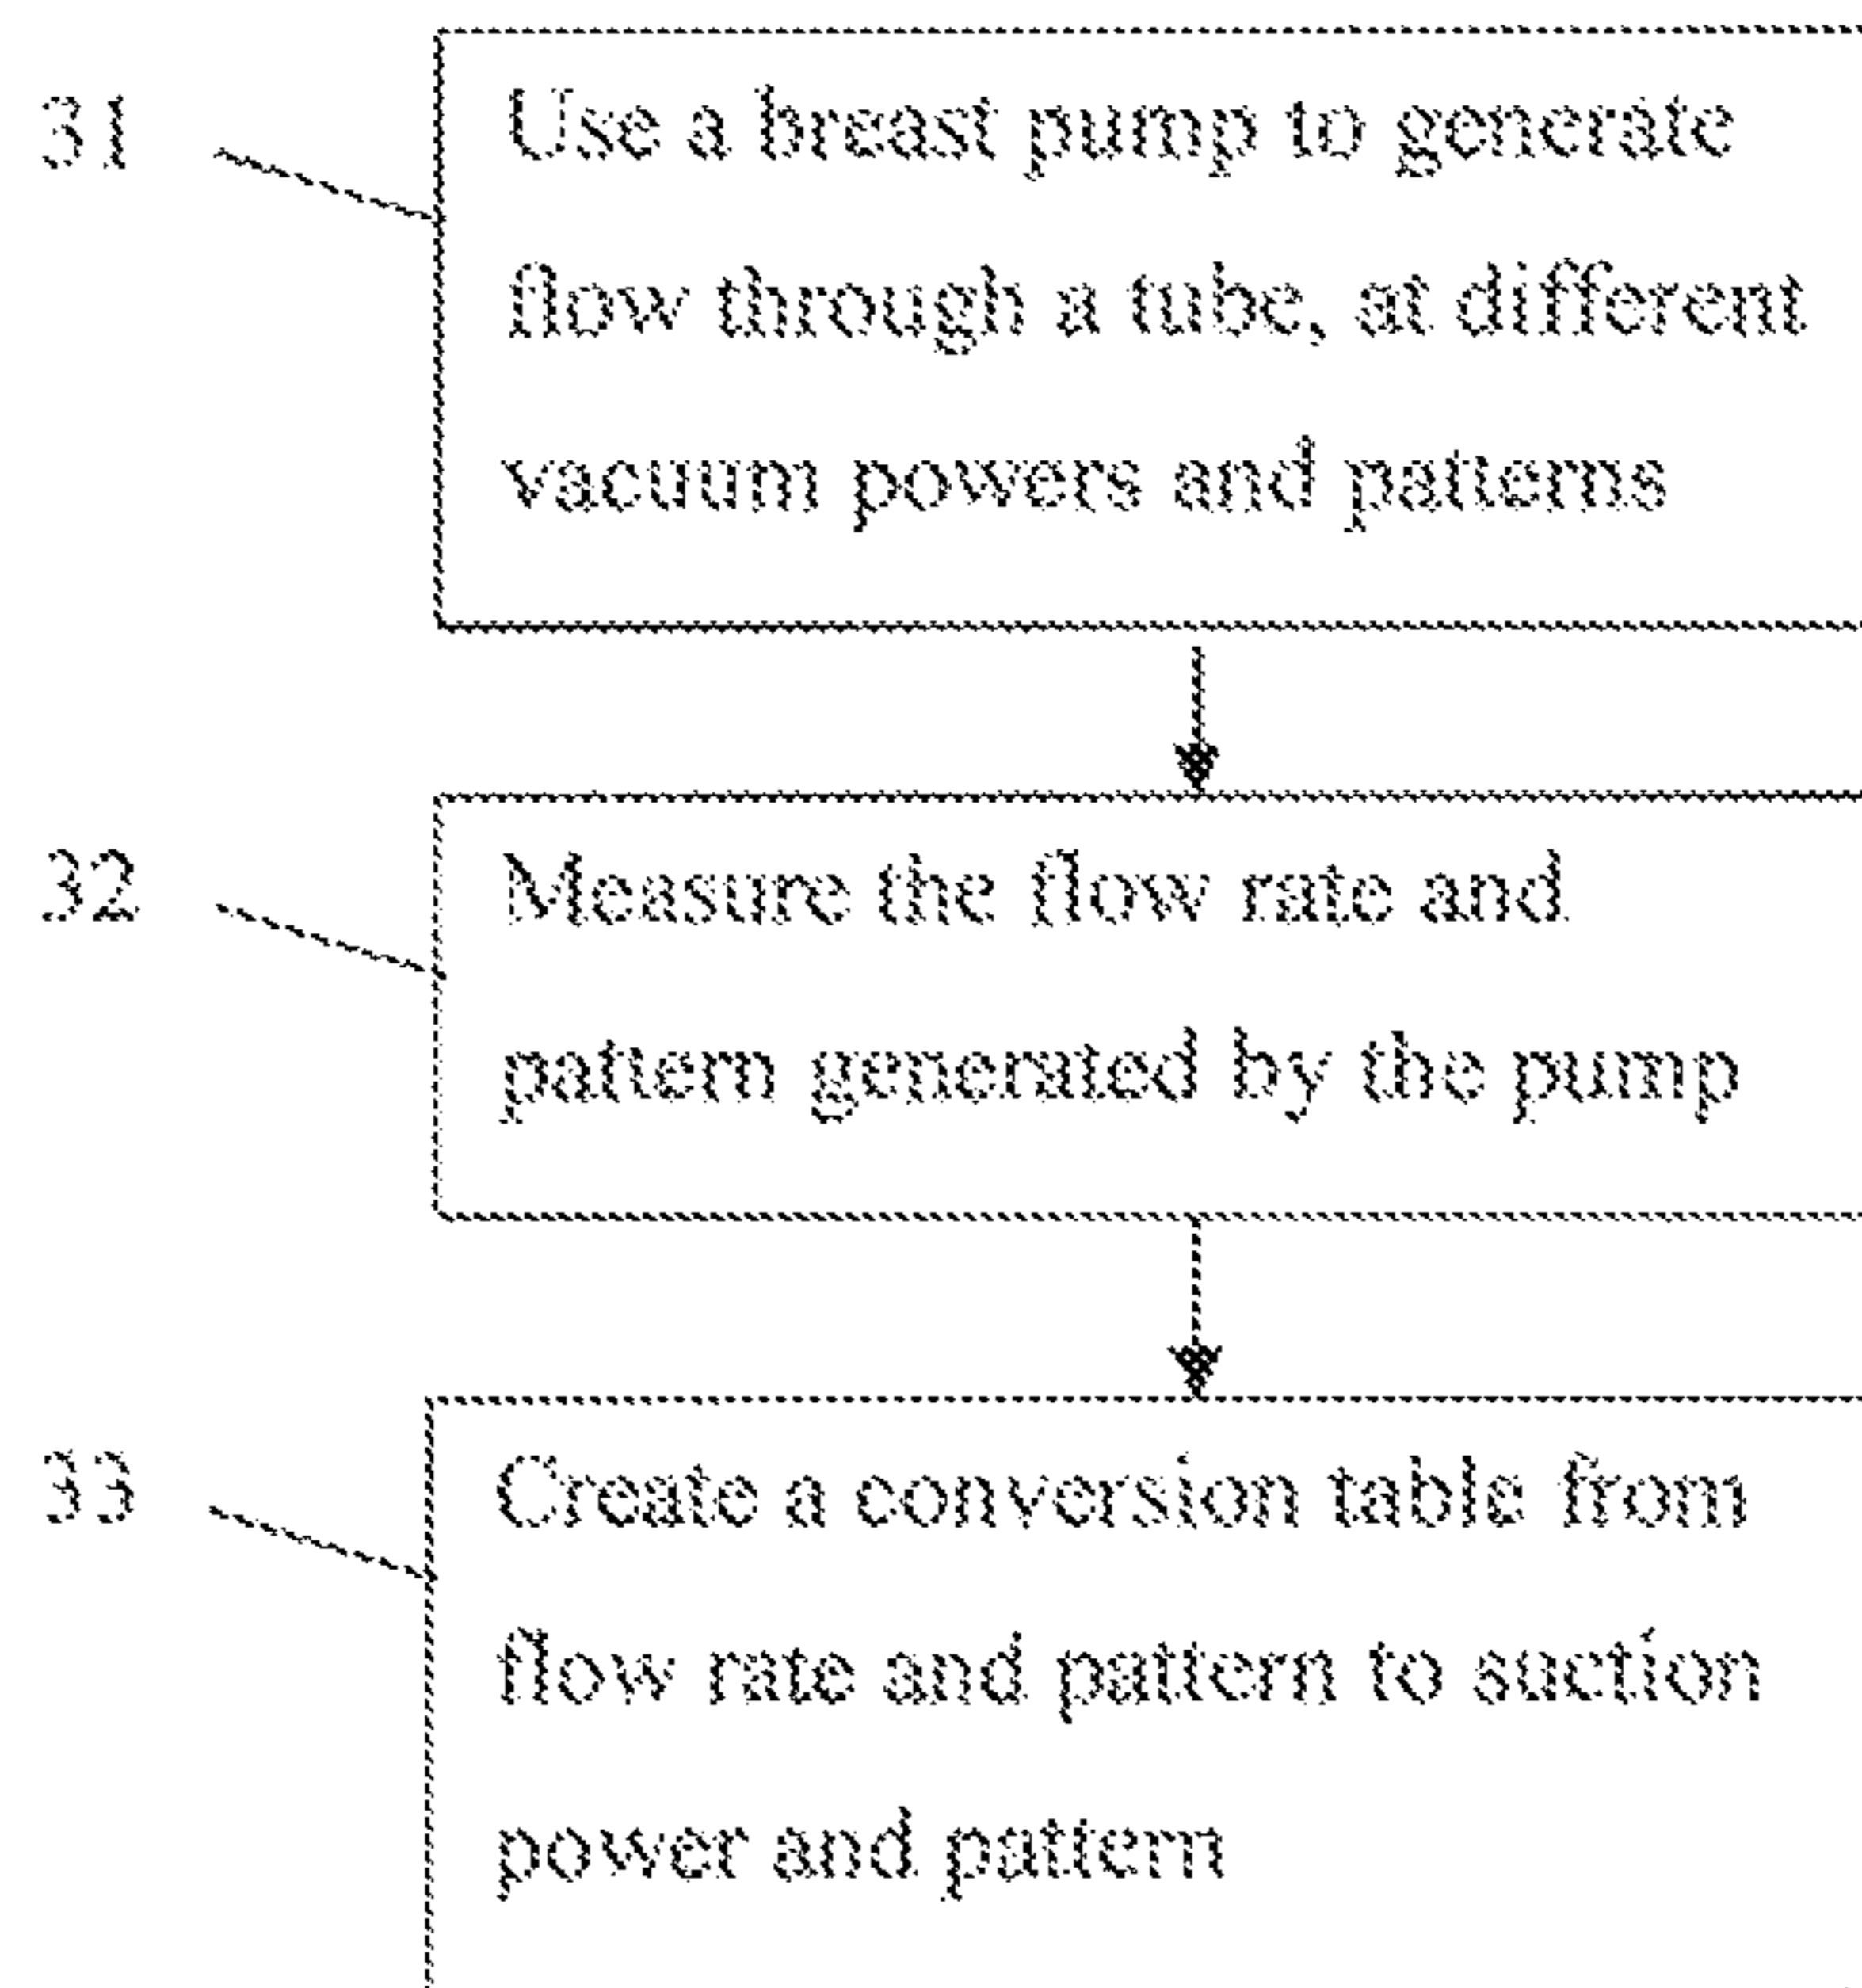 31
Use a breast pump to generate
flow through a tube, at different
vacuum powers and patterns
32
Measure the flow rate and
pattern generated by the pump
33
Create a conversion table from
flow rate and pattern to suction
power and pattern